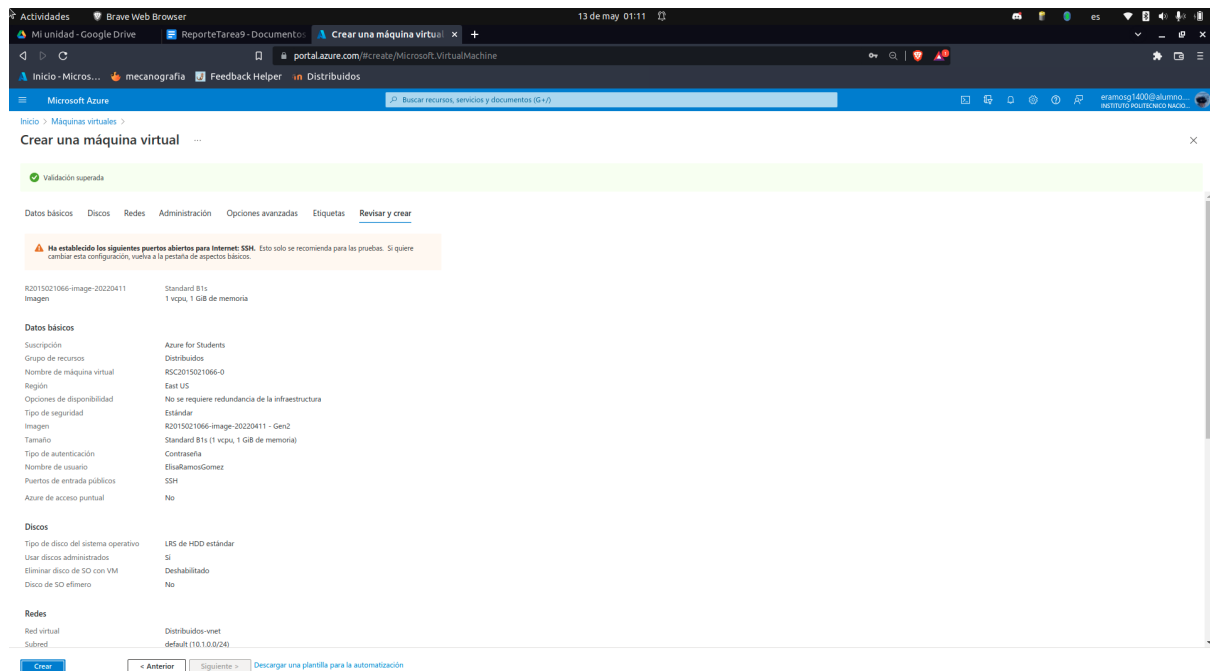 Actividades Brave Web Browser 13 de may 01:11 es
Mi unidad - Google Drive ReporteTarea9 - Documentos Crear una máquina virtual
portal.azure.com/#create/Microsoft.VirtualMachine
Inicio - Micros... mecanografia Feedback Helper Distribuidos
Microsoft Azure Buscar recursos, servicios y documentos (G+/) eramosg1400@alumno...
INSTITUTO POLITECNICO NACIO...
Inicio > Máquinas virtuales >
Crear una máquina virtual ...
Validación superada
Datos básicos Discos Redes Administración Opciones avanzadas Etiquetas Revisar y crear
Ha establecido los siguientes puertos abiertos para Internet: SSH. Esto solo se recomienda para las pruebas. Si quiere
cambiar esta configuración, vuelva a la pestaña de aspectos básicos.
R2015021066-image-20220411 Standard B1s
Imagen 1 vcpu, 1 GiB de memoria
Datos básicos
Suscripción Azure for Students
Grupo de recursos Distribuidos
Nombre de máquina virtual RSC2015021066-0
Región East US
Opciones de disponibilidad No se requiere redundancia de la infraestructura
Tipo de seguridad Estándar
Imagen R2015021066-image-20220411 - Gen2
Tamaño Standard B1s (1 vcpu, 1 GiB de memoria)
Tipo de autenticación Contraseña
Nombre de usuario ElisaRamosGomez
Puertos de entrada públicos SSH
Azure de acceso puntual No
Discos
Tipo de disco del sistema operativo LRS de HDD estándar
Usar discos administrados Sí
Eliminar disco de SO con VM Deshabilitado
Disco de SO efímero No
Redes
Red virtual Distribuidos-vnet
Subred default (10.1.0.0/24)
Crear < Anterior Siguiente > Descargar una plantilla para la automatización